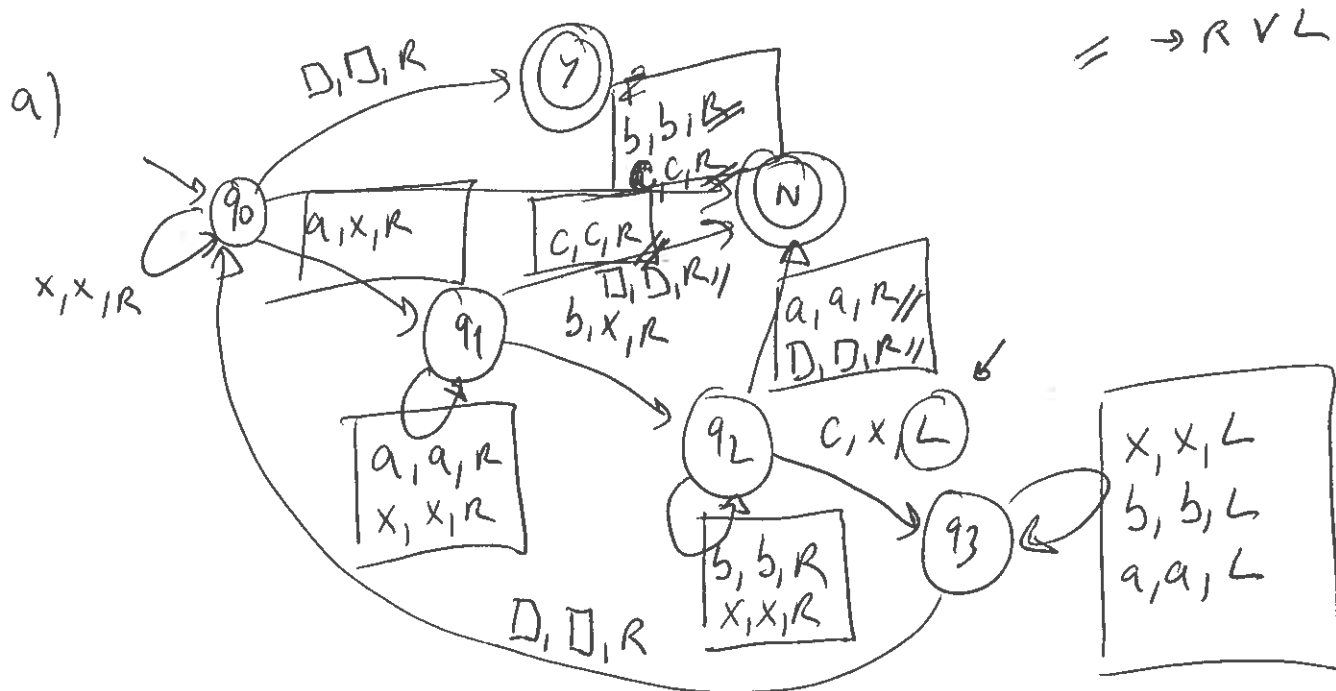 a)
□, □, R
Y
// → R V L
b, b, R //
c, c, R //
N
q0
a, x, R
c, c, R //
□, □, R //
x, x, R
q1
b, x, R
a, a, R //
□, □, R //
a, a, R
x, x, R
q2
c, x, L
x, x, L
b, b, L
a, a, L
q3
b, b, R
x, x, R
□, □, R